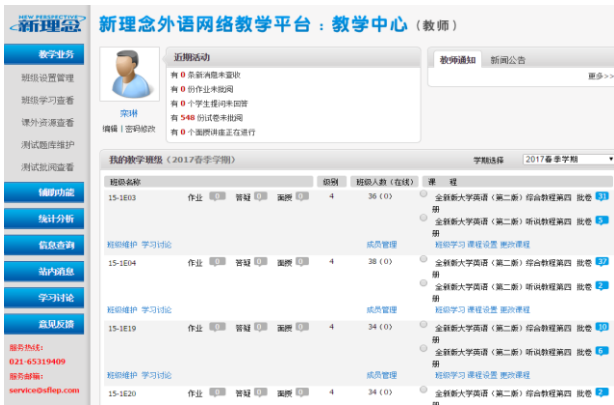 NEW PERSPECTIVE
新理念
新理念外语网络教学平台：教学中心（教师）
教学业务
班级设置管理
班级学习查看
课外资源查看
测试题库维护
测试批阅查看
辅助功能
统计分析
信息查询
站内消息
学习讨论
意见反馈
服务热线：
021-65319409
服务邮箱：
service@sflep.com
栾琳
编辑 | 密码修改
近期活动
有 0 条新消息未查收
有 0 份作业未批阅
有 0 个学生提问未回答
有 548 份试卷未批阅
有 0 个面授讲座正在进行
教师通知 新闻公告
更多>>
我的教学班级（2017春季学期）
学期选择 2017春季学期
班级名称 级别 班级人数（在线） 课 程
15-1E03 作业 0 答疑 0 面授 0 4 36 (0) 全新版大学英语（第二版）综合教程第四册 批卷 31
全新版大学英语（第二版）听说教程第四册 批卷 5
班级维护 学习讨论 成员管理 班级学习 课程设置 更改课程
15-1E04 作业 0 答疑 0 面授 0 4 38 (0) 全新版大学英语（第二版）综合教程第四册 批卷 37
全新版大学英语（第二版）听说教程第四册 批卷 2
班级维护 学习讨论 成员管理 班级学习 课程设置 更改课程
15-1E19 作业 0 答疑 0 面授 0 4 34 (0) 全新版大学英语（第二版）综合教程第四册 批卷 10
全新版大学英语（第二版）听说教程第四册 批卷 6
班级维护 学习讨论 成员管理 班级学习 课程设置 更改课程
15-1E20 作业 0 答疑 0 面授 0 4 34 (0) 全新版大学英语（第二版）综合教程第四册 批卷 2